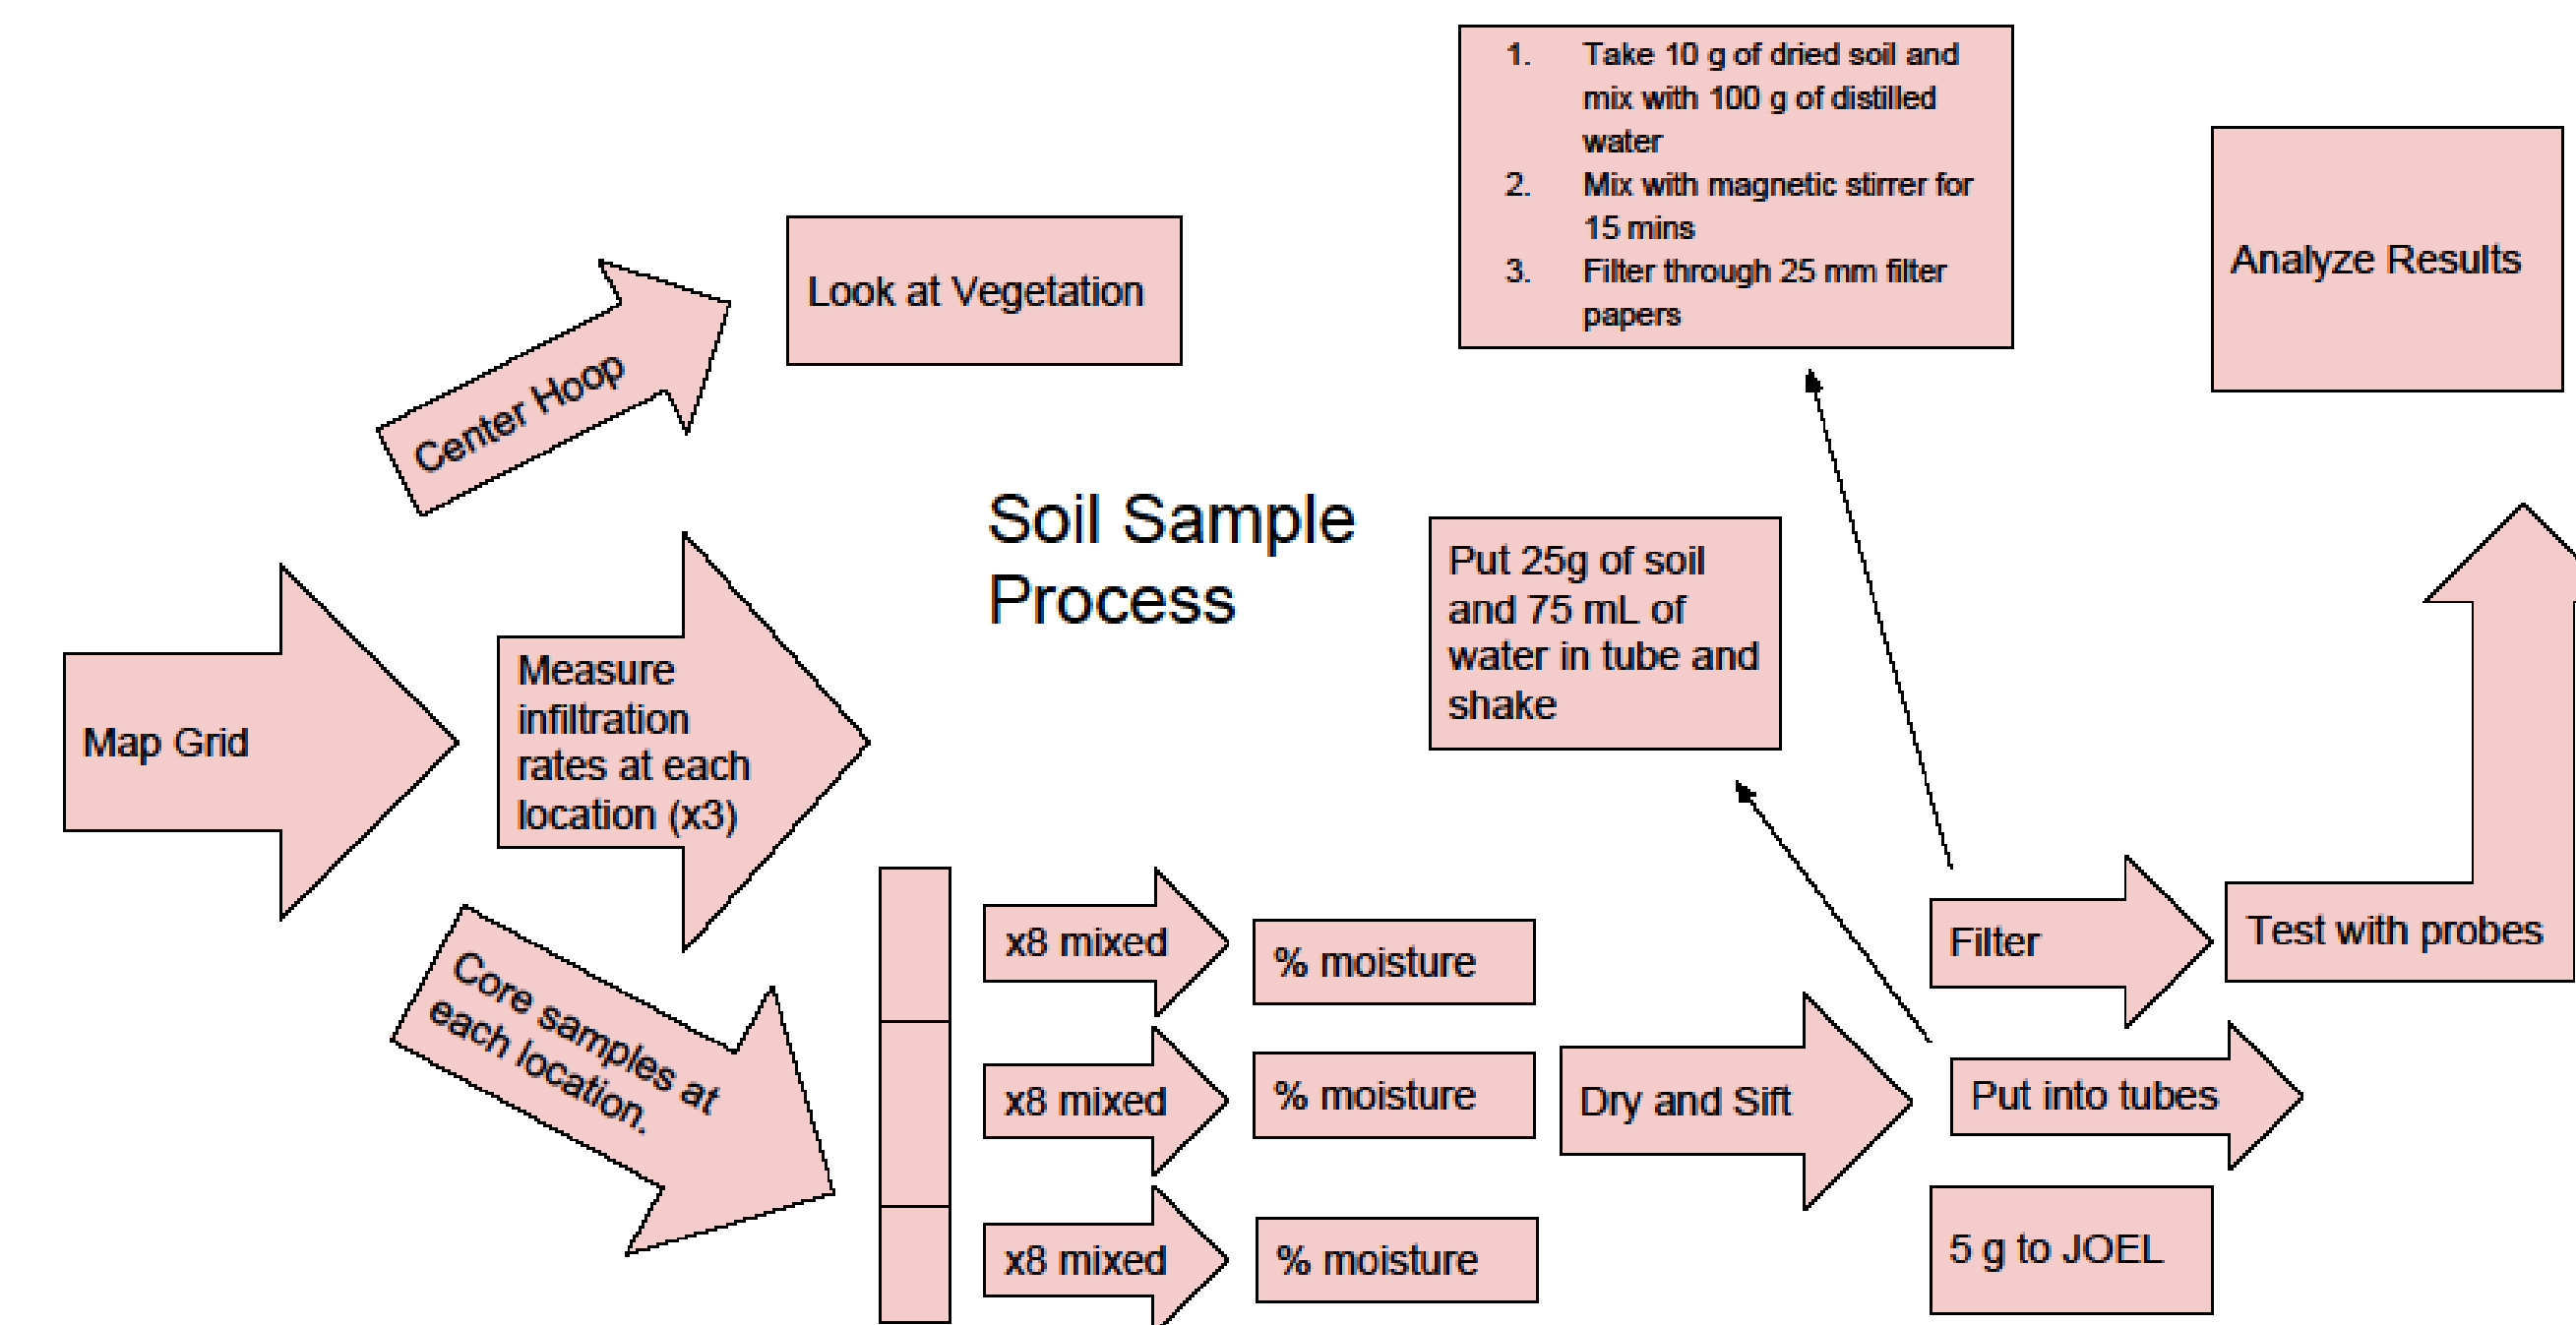 1. Take 10 g of dried soil and
mix with 100 g of distilled
water
2. Mix with magnetic stirrer for
15 mins
3. Filter through 25 mm filter
papers
Analyze Results
Look at Vegetation
Center Hoop
Soil Sample
Process
Put 25g of soil
and 75 mL of
water in tube and
shake
Map Grid
Measure
infiltration
rates at each
location (x3)
Core samples at
each location.
x8 mixed
% moisture
x8 mixed
% moisture
x8 mixed
% moisture
Dry and Sift
Filter
Test with probes
Put into tubes
5 g to JOEL